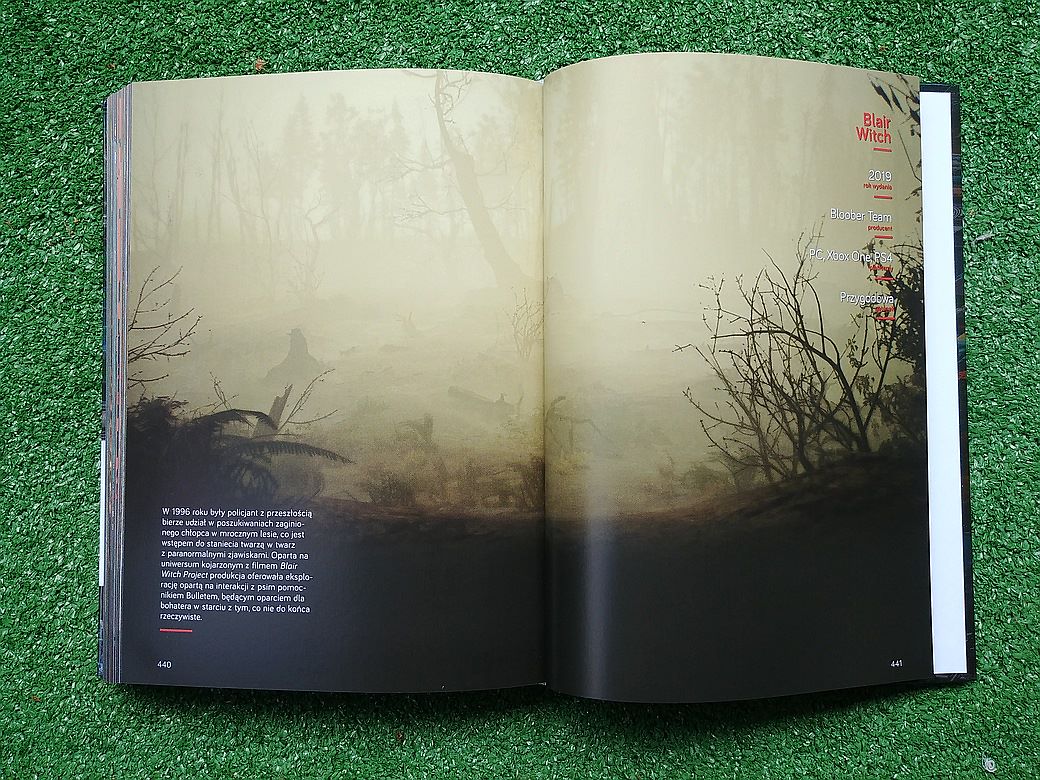 W 1996 roku były policjant z przeszłością
bierze udział w poszukiwaniach zaginio-
nego chłopca w mrocznym lesie, co jest
wstępem do staniecia twarzą w twarz
z paranormalnymi zjawiskami. Oparta na
uniwersum kojarzonym z filmem Blair
Witch Project produkcja oferowała eksplo-
rację opartą na interakcji z psim pomoc-
nikiem Bulletem, będącym oparciem dla
bohatera w starciu z tym, co nie do końca
rzeczywiste.
440
Blair
Witch
2019
rok wydania
Bloober Team
producent
PC, Xbox One, PS4
Przygodowa
441